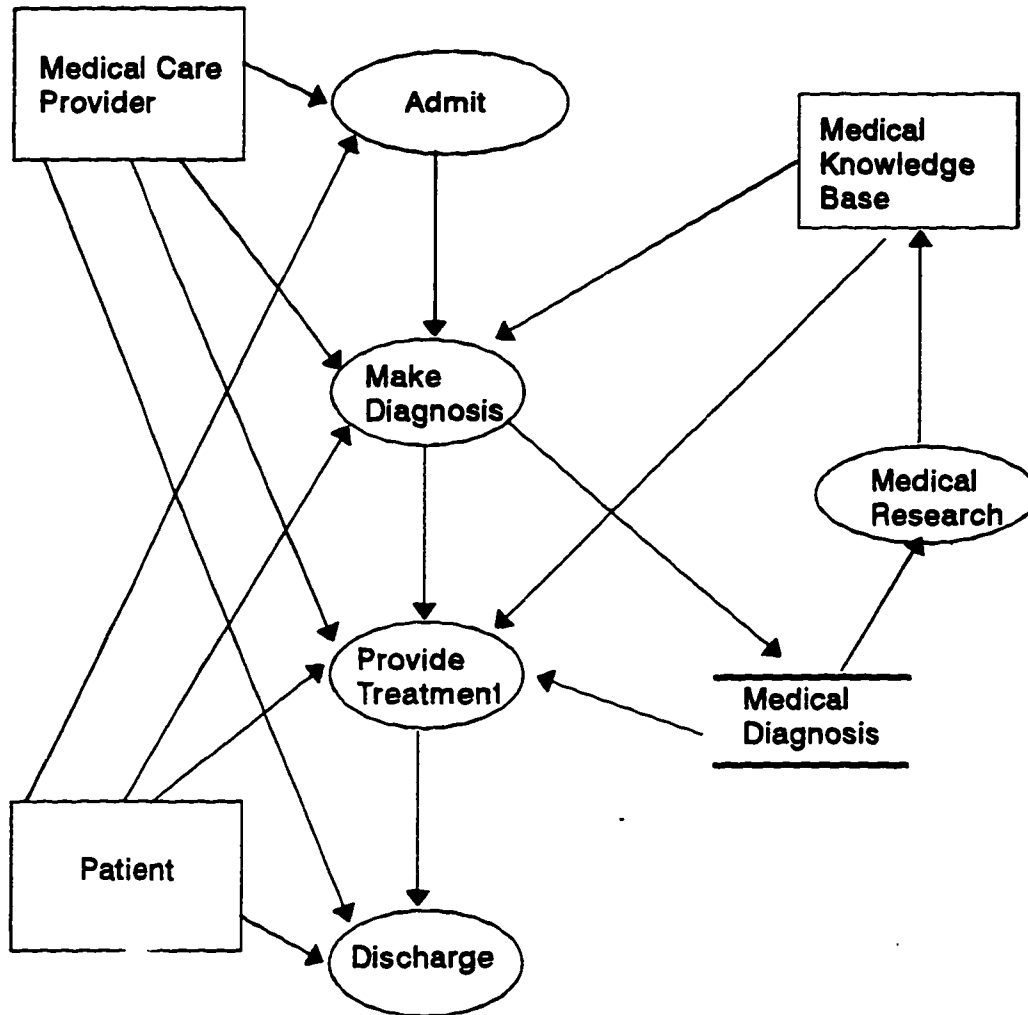 Medical Care
Provider
Admit
Medical
Knowledge
Base
Make
Diagnosis
Medical
Research
Provide
Treatment
Medical
Diagnosis
Patient
Discharge